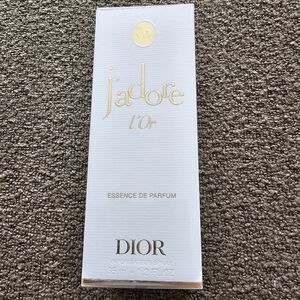 j'adore
l'Or
ESSENCE DE PARFUM
DIOR